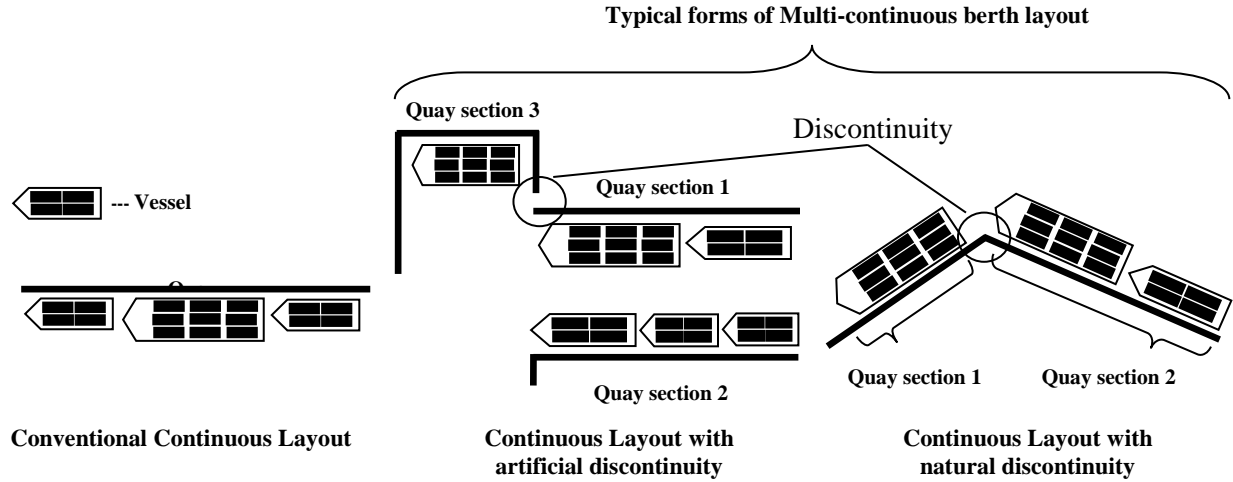 Typical forms of Multi-continuous berth layout
Quay section 3
Discontinuity
Quay section 1
--- Vessel
Quay section 1
Quay section 2
Quay section 2
Conventional Continuous Layout
Continuous Layout with
artificial discontinuity
Continuous Layout with
natural discontinuity